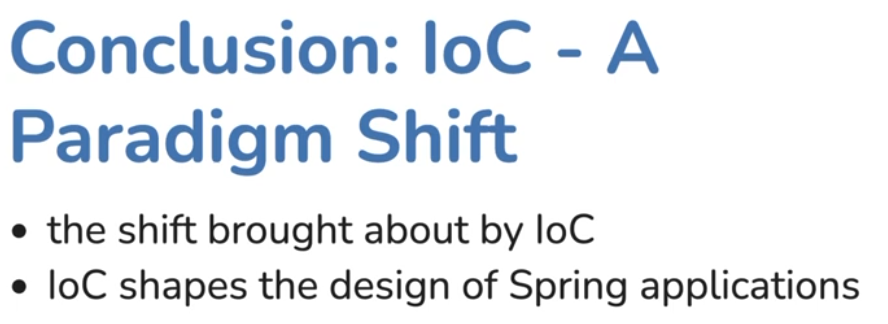 Conclusion: IoC - A
Paradigm Shift
• the shift brought about by IoC
• IoC shapes the design of Spring applications